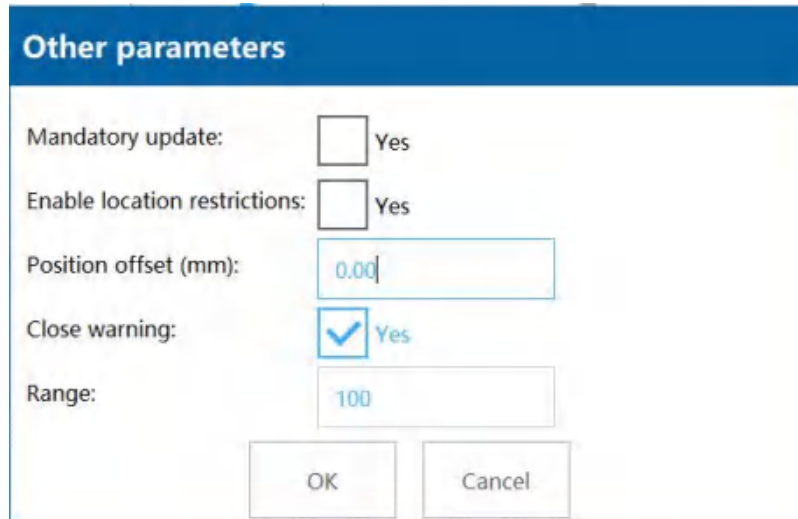 Other parameters
Mandatory update: Yes
Enable location restrictions: Yes
Position offset (mm): 0.00
Close warning: Yes
Range: 100
OK Cancel